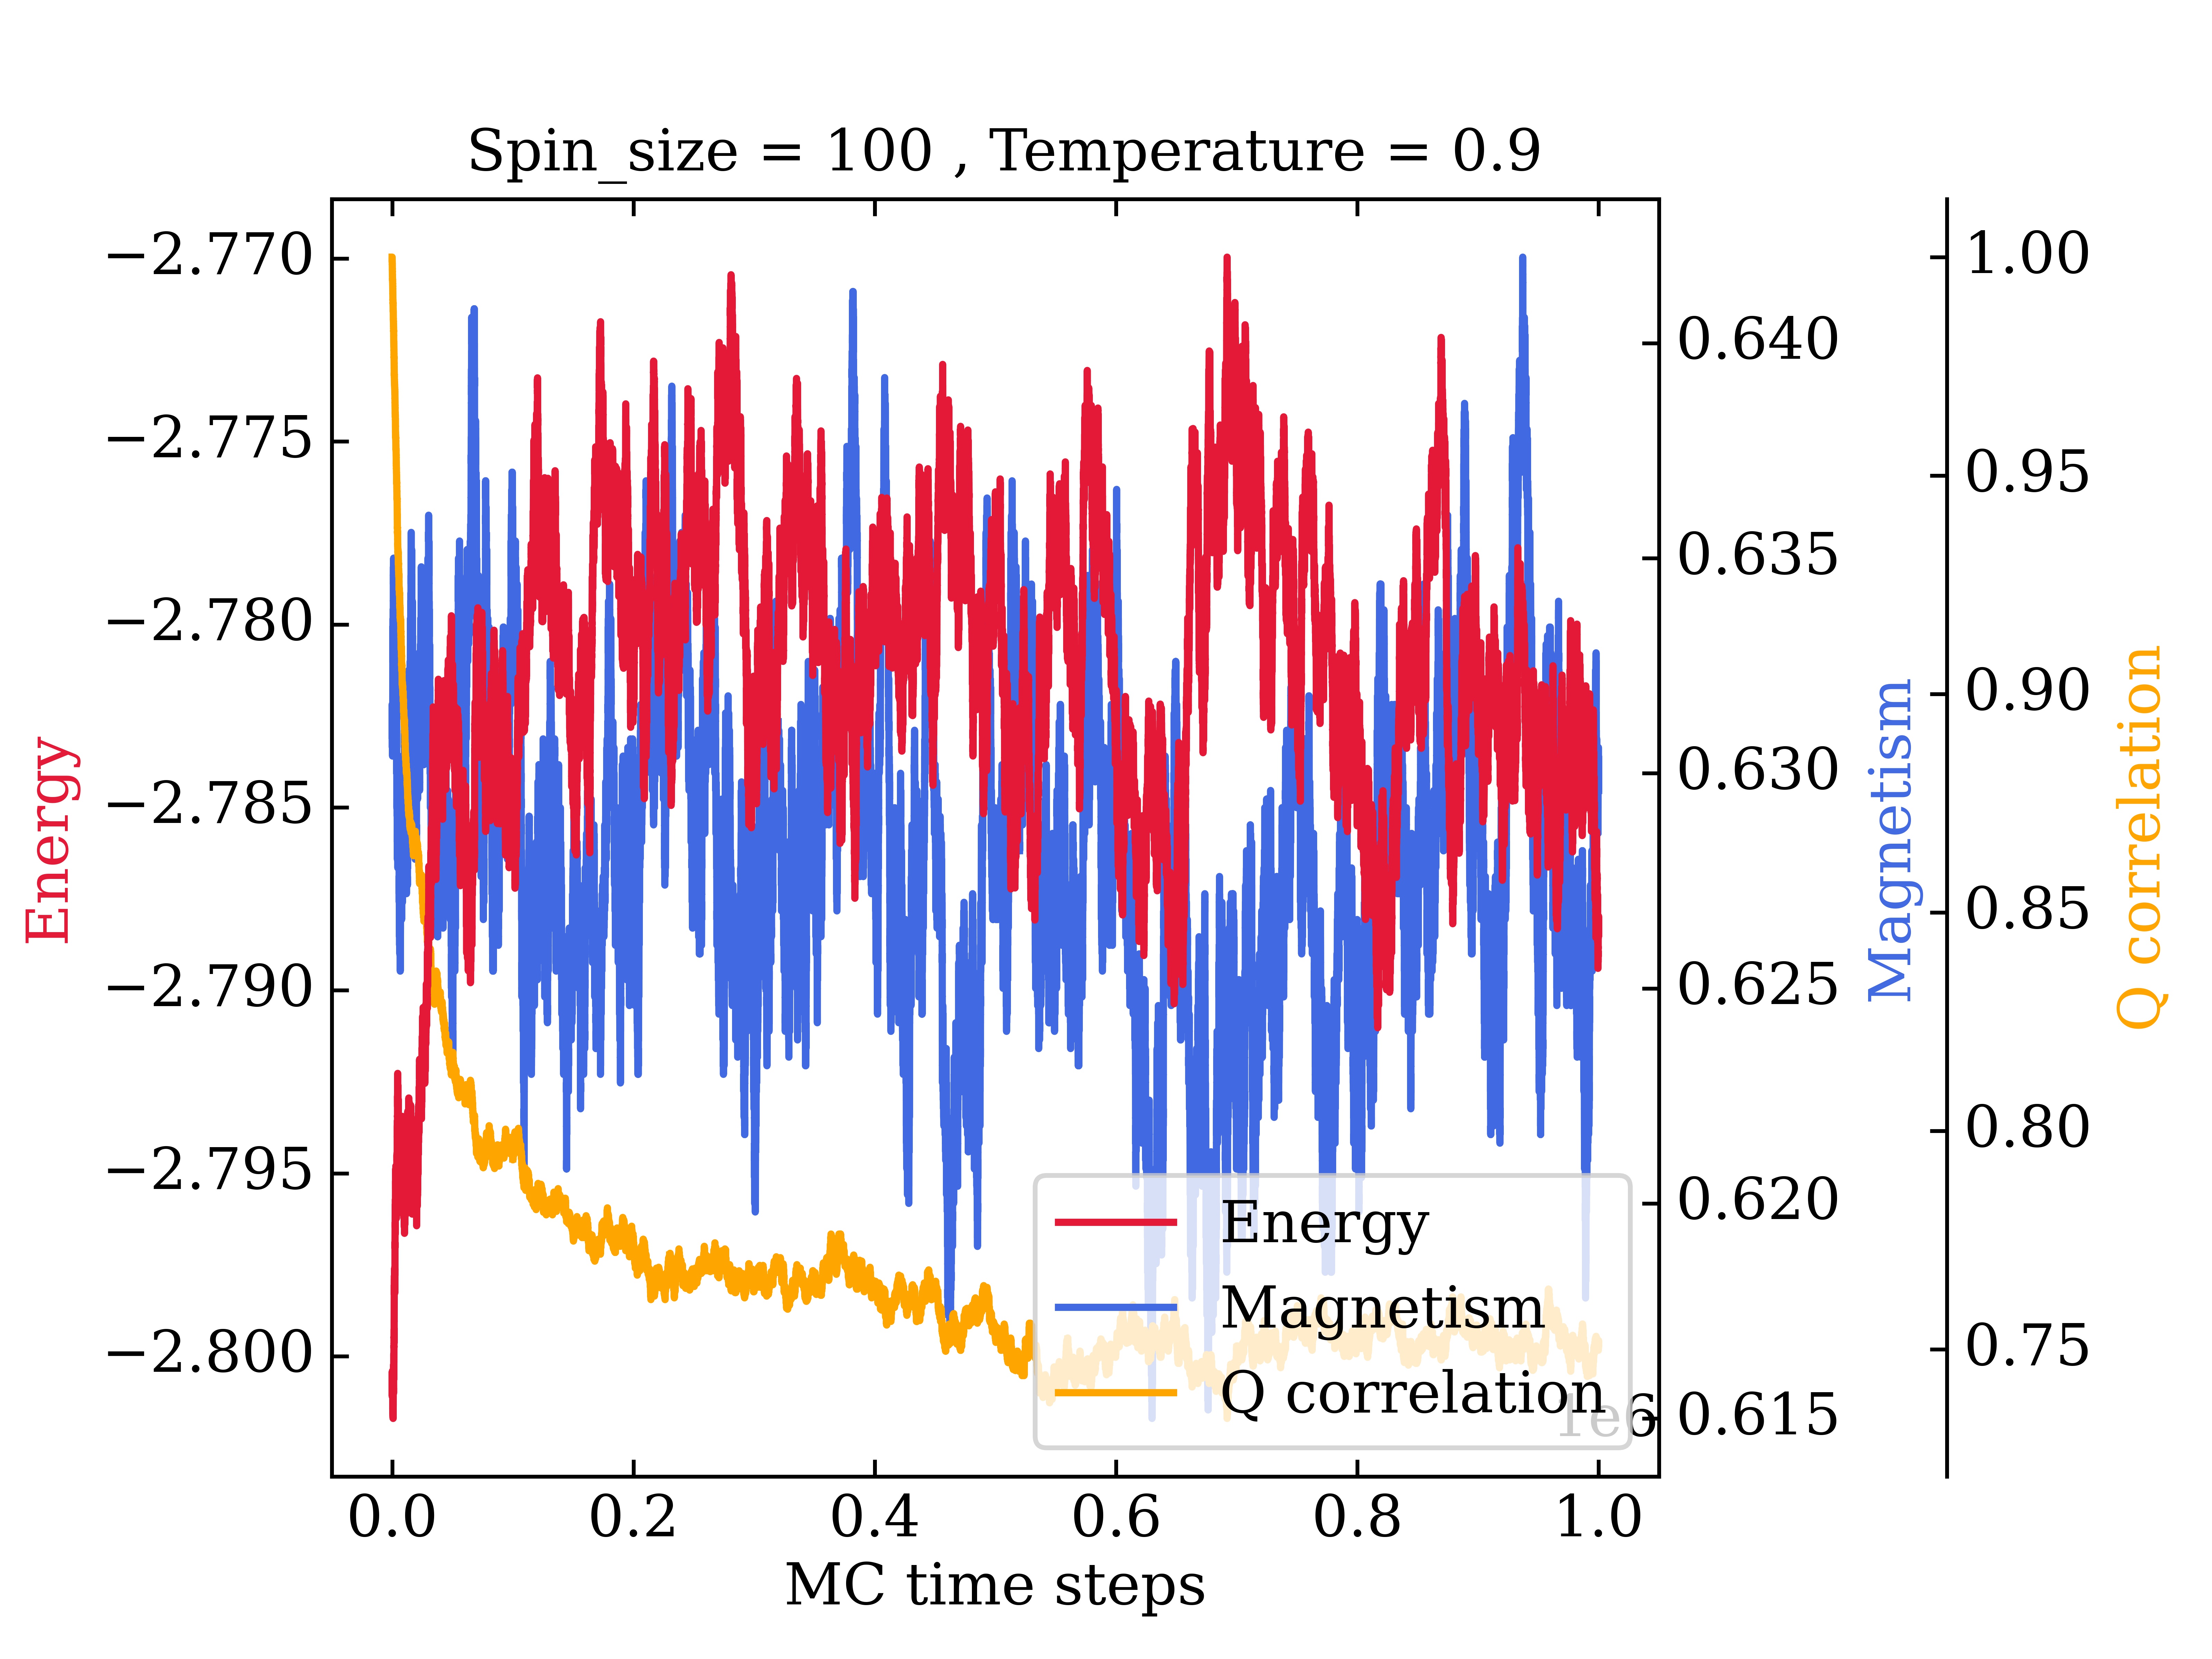 Spin_size = 100 , Temperature = 0.9
−2.770
−2.775
−2.780
−2.785
−2.790
−2.795
−2.800
Energy
0.640
0.635
0.630
0.625
0.620
0.615
Magnetism
1.00
0.95
0.90
0.85
0.80
0.75
Q correlation
Energy
Magnetism
Q correlation
1e6
0.0 0.2 0.4 0.6 0.8 1.0
MC time steps